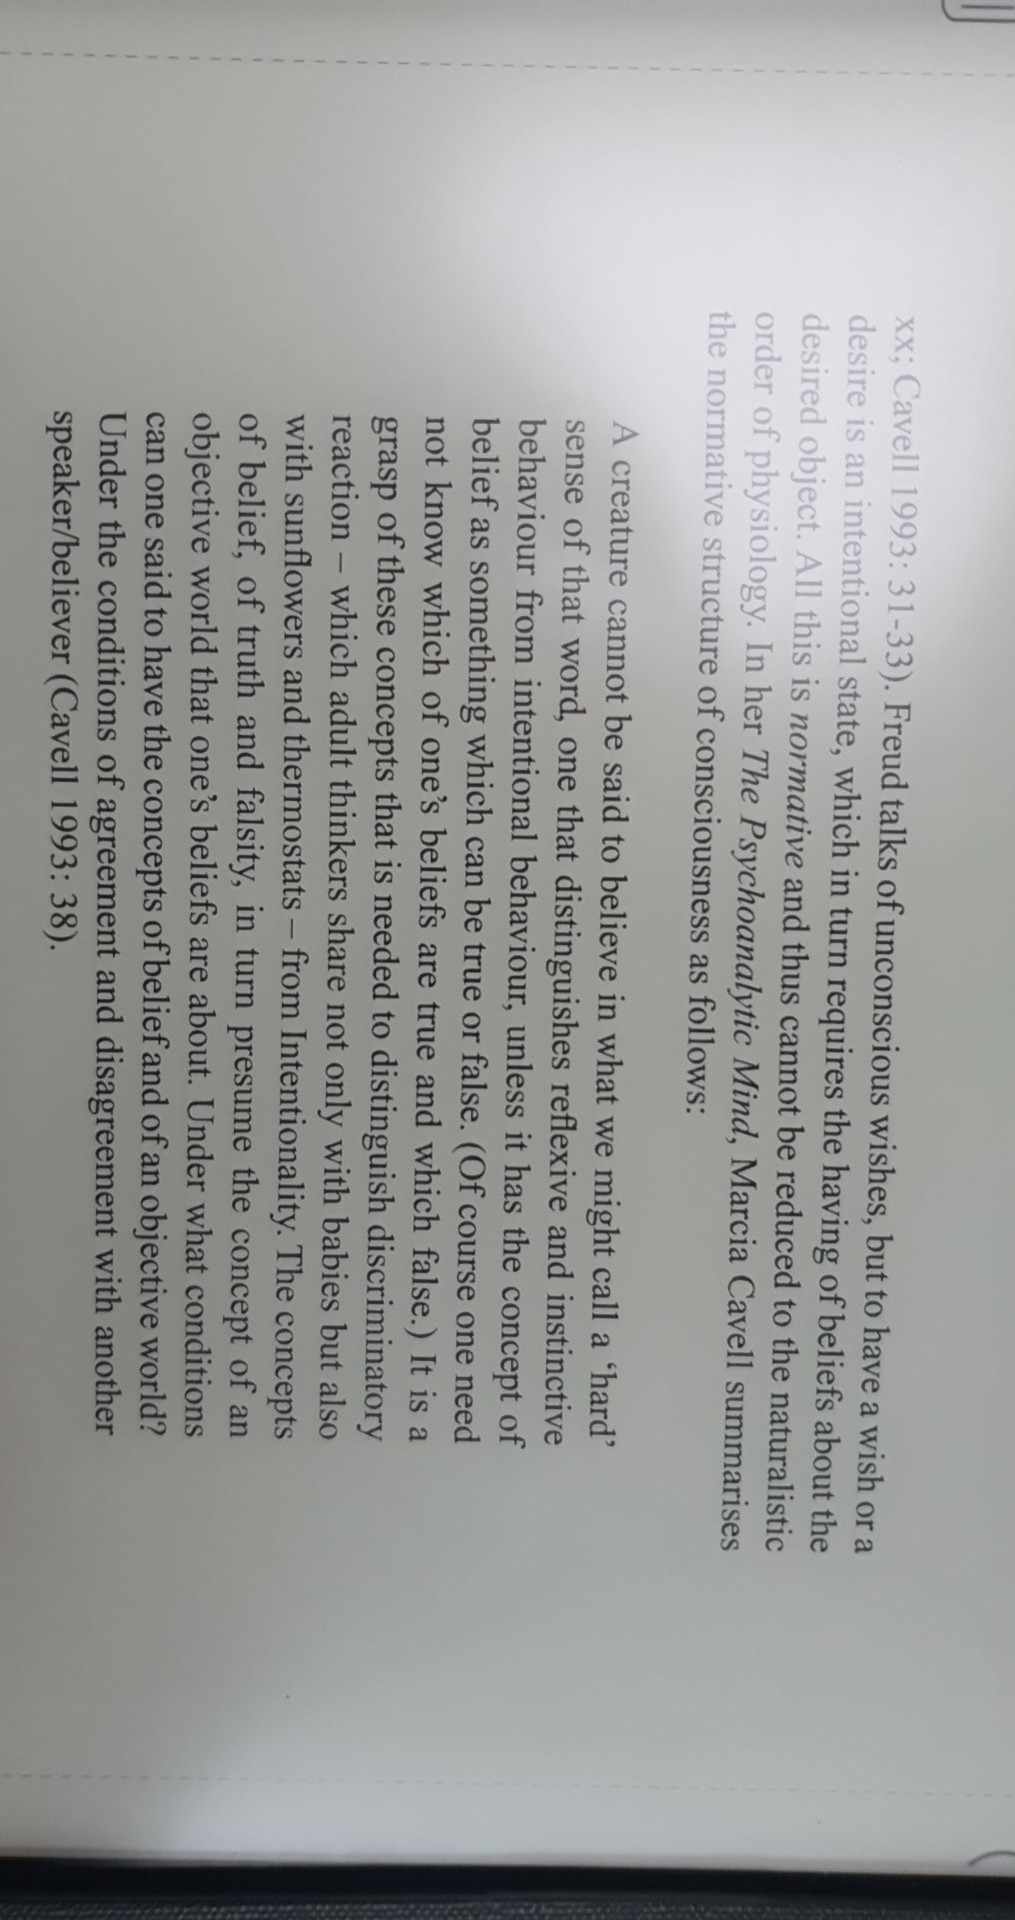 xx; Cavell 1993: 31-33). Freud talks of unconscious wishes, but to have a wish or a
desire is an intentional state, which in turn requires the having of beliefs about the
desired object. All this is normative and thus cannot be reduced to the naturalistic
order of physiology. In her The Psychoanalytic Mind, Marcia Cavell summarises
the normative structure of consciousness as follows:
A creature cannot be said to believe in what we might call a ‘hard’
sense of that word, one that distinguishes reflexive and instinctive
behaviour from intentional behaviour, unless it has the concept of
belief as something which can be true or false. (Of course one need
not know which of one’s beliefs are true and which false.) It is a
grasp of these concepts that is needed to distinguish discriminatory
reaction – which adult thinkers share not only with babies but also
with sunflowers and thermostats – from Intentionality. The concepts
of belief, of truth and falsity, in turn presume the concept of an
objective world that one’s beliefs are about. Under what conditions
can one said to have the concepts of belief and of an objective world?
Under the conditions of agreement and disagreement with another
speaker/believer (Cavell 1993: 38).